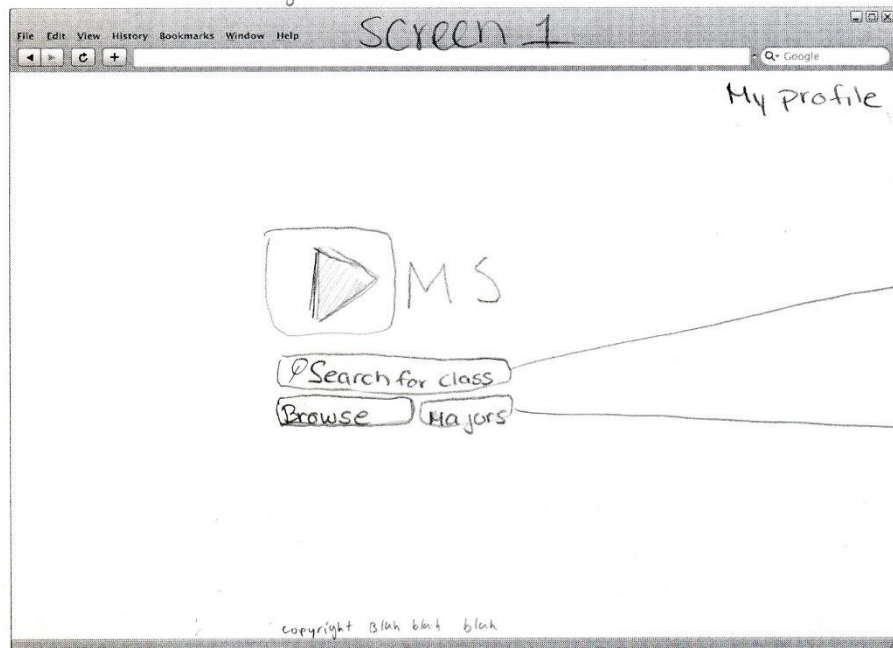 Screen 1
File Edit View History Bookmarks Window Help
Google
My profile
MS
Search for class
Browse Majors
copyright Blah blah blah